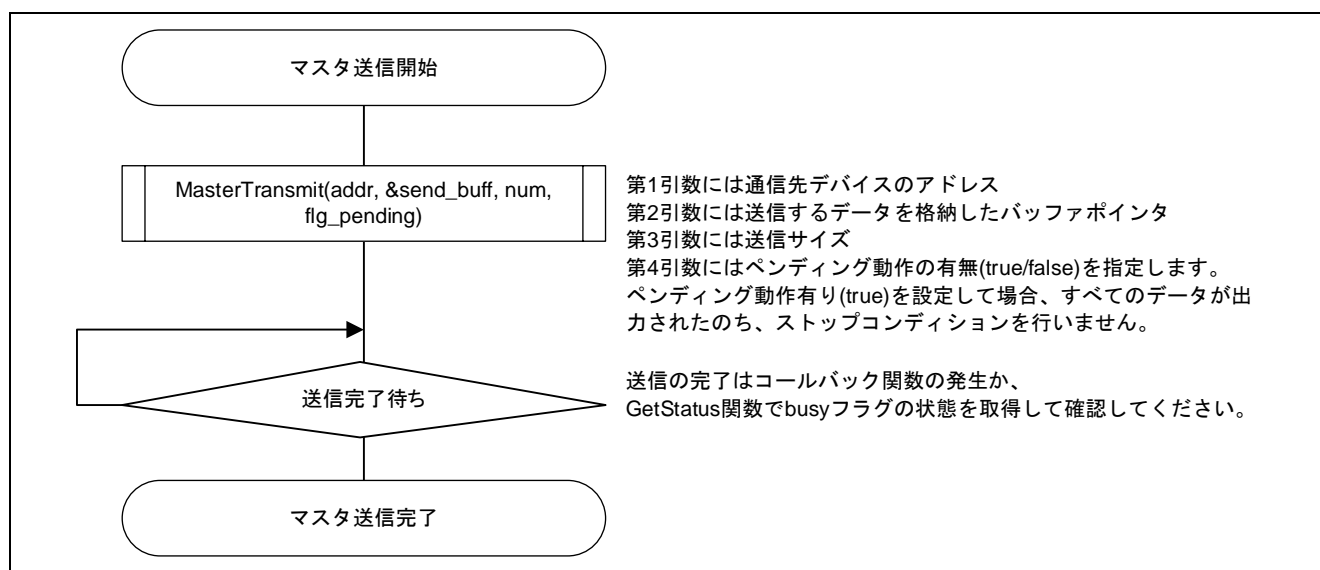 マスタ送信開始
MasterTransmit(addr, &send_buff, num,
flg_pending)
第1引数には通信先デバイスのアドレス
第2引数には送信するデータを格納したバッファポインタ
第3引数には送信サイズ
第4引数にはペンディング動作の有無(true/false)を指定します。
ペンディング動作有り(true)を設定して場合、すべてのデータが出
力されたのち、ストップコンディションを行いません。
送信完了待ち
送信の完了はコールバック関数の発生か、
GetStatus関数でbusyフラグの状態を取得して確認してください。
マスタ送信完了